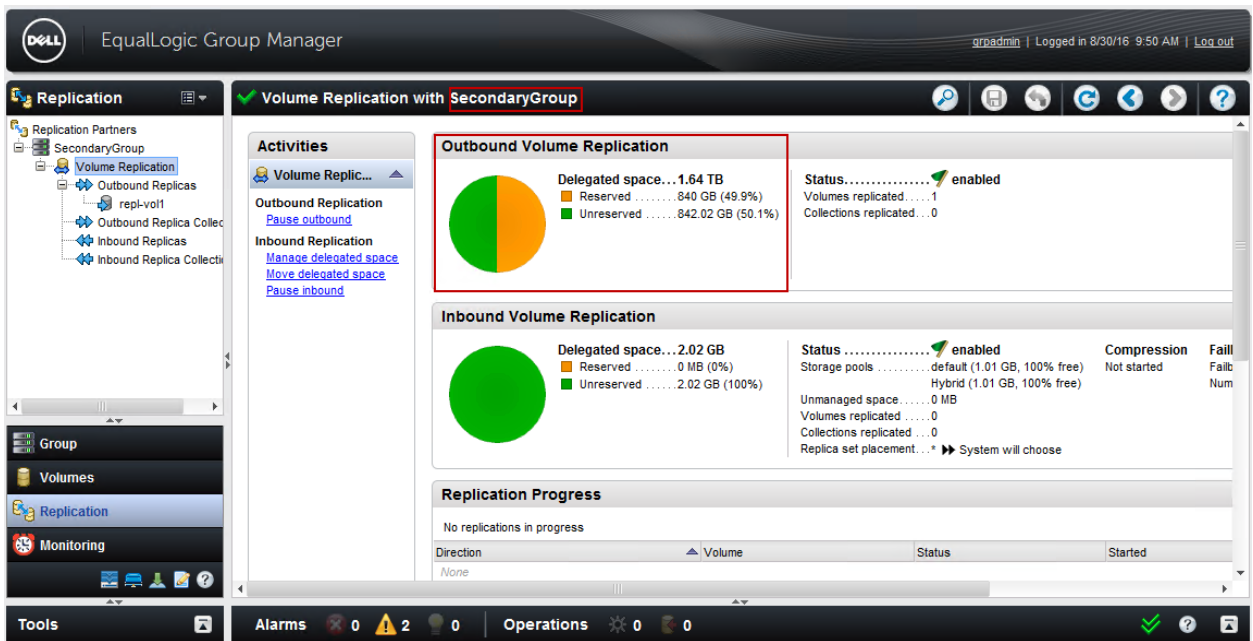 DELL
EqualLogic Group Manager
grpadmin | Logged in 8/30/16 9:50 AM | Log out
Replication
Replication Partners
SecondaryGroup
Volume Replication
Outbound Replicas
repl-vol1
Outbound Replica Collec
Inbound Replicas
Inbound Replica Collecti
Group
Volumes
Replication
Monitoring
Tools
Volume Replication with SecondaryGroup
Activities
Volume Replic...
Outbound Replication
Pause outbound
Inbound Replication
Manage delegated space
Move delegated space
Pause inbound
Outbound Volume Replication
Delegated space...1.64 TB
Reserved ........840 GB (49.9%)
Unreserved ......842.02 GB (50.1%)
Status................ enabled
Volumes replicated.....1
Collections replicated...0
Inbound Volume Replication
Delegated space...2.02 GB
Reserved ........0 MB (0%)
Unreserved ......2.02 GB (100%)
Status ................ enabled
Storage pools ..........default (1.01 GB, 100% free)
Hybrid (1.01 GB, 100% free)
Unmanaged space......0 MB
Volumes replicated .....0
Collections replicated ...0
Replica set placement...* System will choose
Compression
Not started
Fail
Failb
Num
Replication Progress
No replications in progress
Direction Volume Status Started
None
Alarms 0 2 0 Operations 0 0